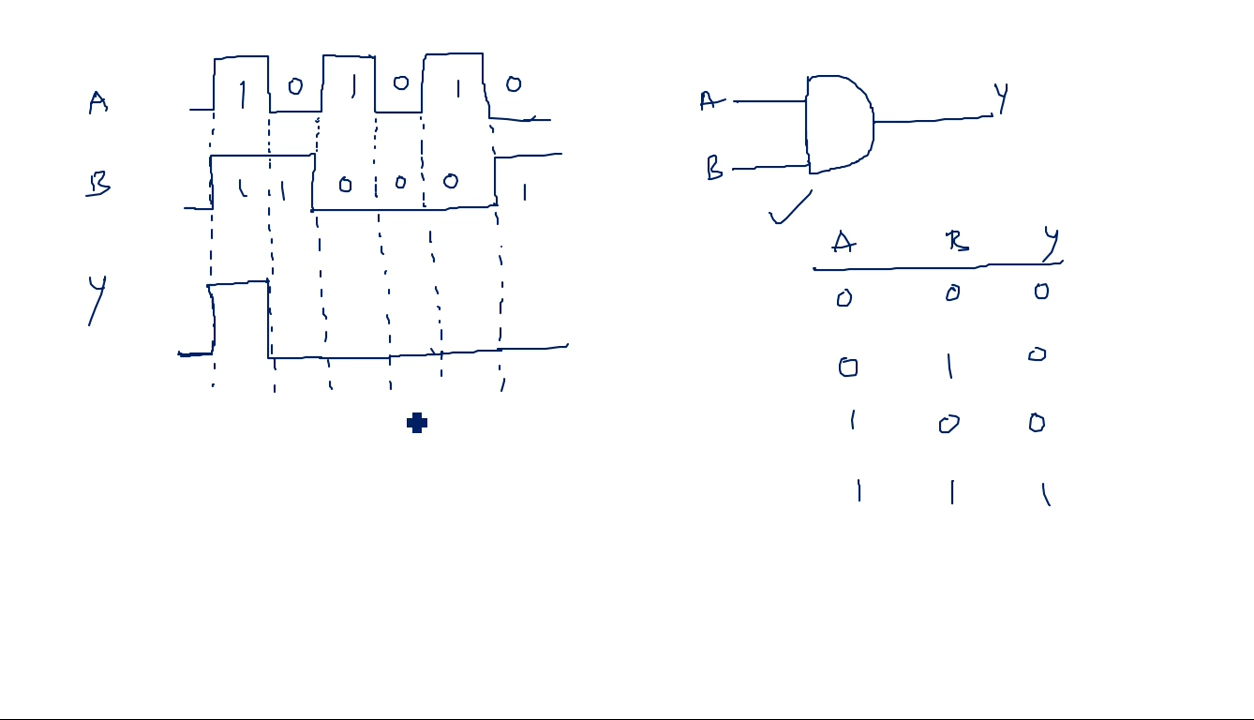 A 1 0 1 0 1 0
B 1 1 0 0 0 1
Y
A Y
B
A B Y
0 0 0
0 1 0
1 0 0
1 1 1